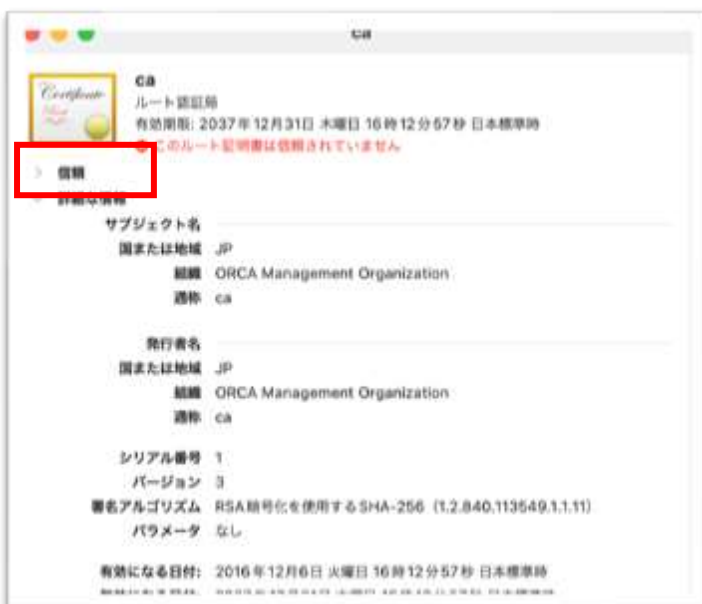 ca
Certificate
ca
ルート認証局
有効期限: 2037年12月31日 木曜日 16時12分57秒 日本標準時
このルート証明書は信頼されていません
信頼
詳細な情報
サブジェクト名
国または地域 JP
組織 ORCA Management Organization
通称 ca
発行者名
国または地域 JP
組織 ORCA Management Organization
通称 ca
シリアル番号 1
バージョン 3
署名アルゴリズム RSA暗号化を使用するSHA-256 (1.2.840.113549.1.1.11)
パラメータ なし
有効になる日付: 2016年12月6日 火曜日 16時12分57秒 日本標準時